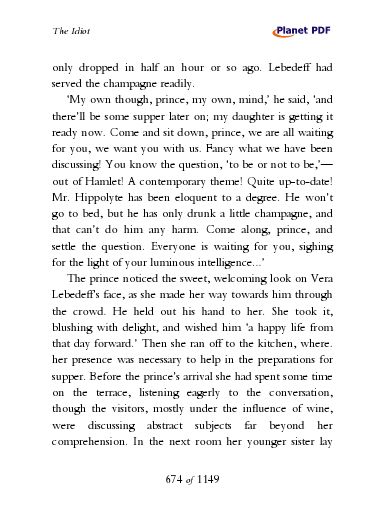 The Idiot
Planet PDF
only dropped in half an hour or so ago. Lebedeff had
served the champagne readily.
‘My own though, prince, my own, mind,’ he said, ‘and
there’ll be some supper later on; my daughter is getting it
ready now. Come and sit down, prince, we are all waiting
for you, we want you with us. Fancy what we have been
discussing! You know the question, ‘to be or not to be,’—
out of Hamlet! A contemporary theme! Quite up-to-date!
Mr. Hippolyte has been eloquent to a degree. He won’t
go to bed, but he has only drunk a little champagne, and
that can’t do him any harm. Come along, prince, and
settle the question. Everyone is waiting for you, sighing
for the light of your luminous intelligence...’
The prince noticed the sweet, welcoming look on Vera
Lebedeff’s face, as she made her way towards him through
the crowd. He held out his hand to her. She took it,
blushing with delight, and wished him ‘a happy life from
that day forward.’ Then she ran off to the kitchen, where.
her presence was necessary to help in the preparations for
supper. Before the prince’s arrival she had spent some time
on the terrace, listening eagerly to the conversation,
though the visitors, mostly under the influence of wine,
were discussing abstract subjects far beyond her
comprehension. In the next room her younger sister lay
674 of 1149